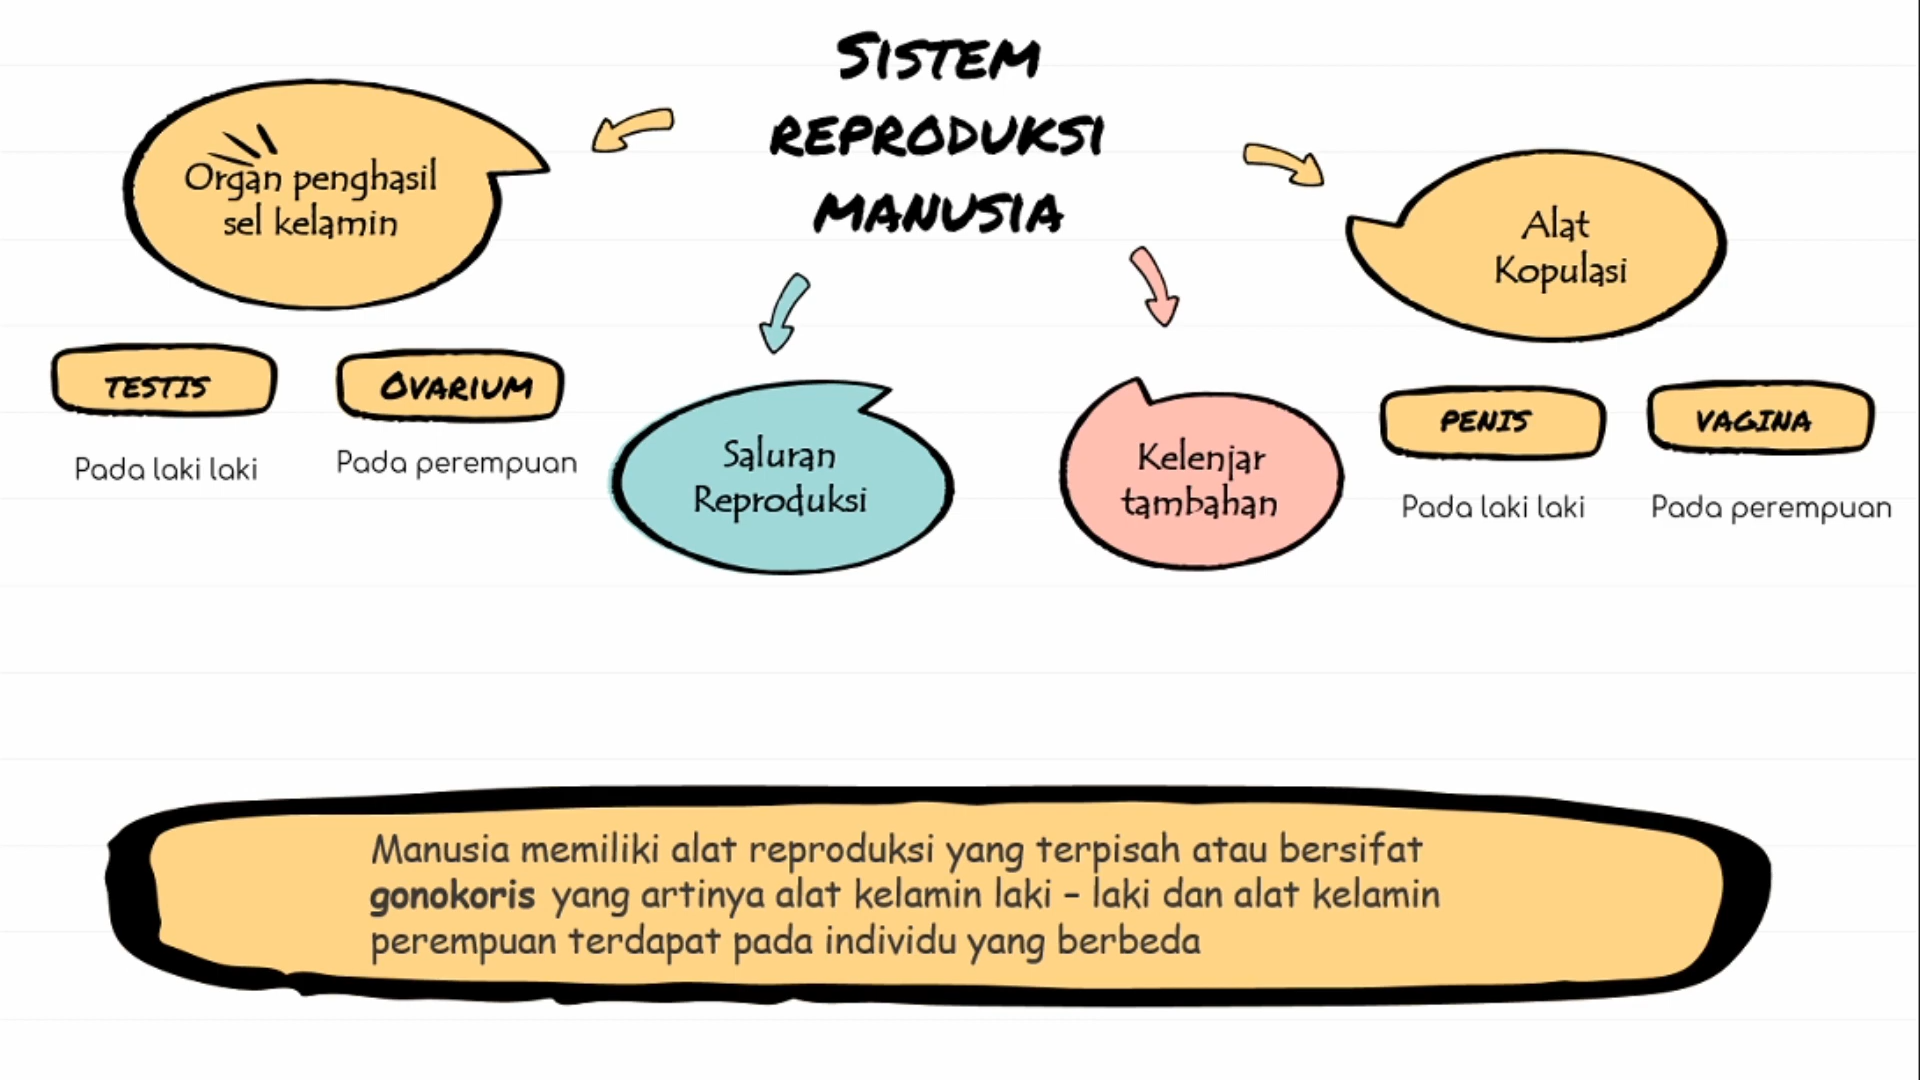 Sistem
reproduksi
manusia
Organ penghasil
sel kelamin
Testis
Pada laki laki
Ovarium
Pada perempuan
Saluran
Reproduksi
Kelenjar
tambahan
Alat
Kopulasi
Penis
Pada laki laki
Vagina
Pada perempuan
Manusia memiliki alat reproduksi yang terpisah atau bersifat
gonokoris yang artinya alat kelamin laki – laki dan alat kelamin
perempuan terdapat pada individu yang berbeda